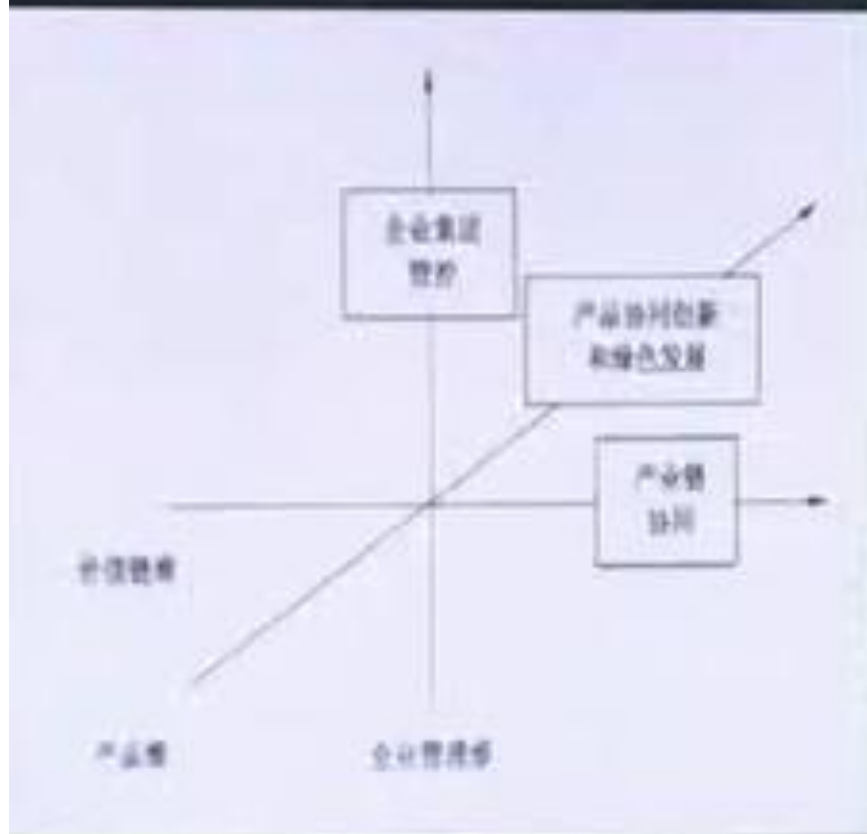 企业集团
管控
产品协同创新
和绿色发展
产业链
协同
价值链维
产品维
企业管理维